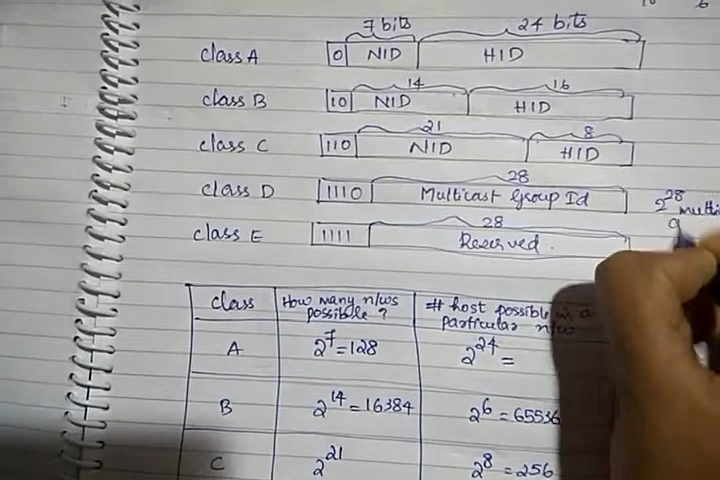 7 bits 24 bits
class A 0 NID HID
14 16
class B 10 NID HID
21 8
class C 110 NID HID
28
class D 1110 Multicast Group Id
2^28 multi
28
class E 1111 Reserved.
class How many n/ws possible ? # host possible in a particular n/w
A 2^7=128 2^24 =
B 2^14=16384 2^6 = 65536
C 2^21 2^8 = 256